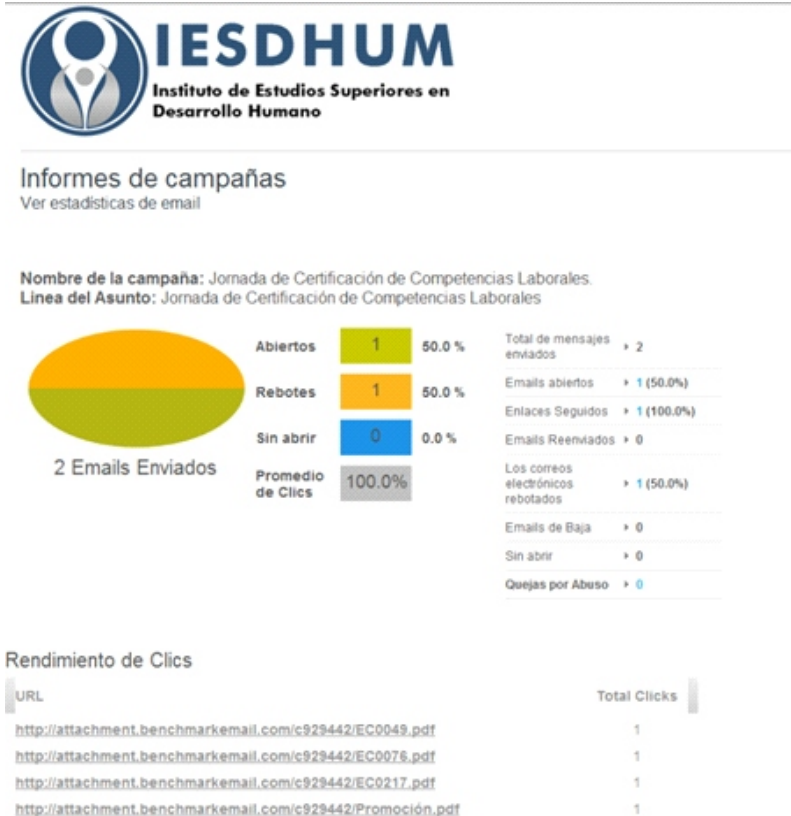 IESDHUM
Instituto de Estudios Superiores en
Desarrollo Humano
Informes de campañas
Ver estadísticas de email
Nombre de la campaña: Jornada de Certificación de Competencias Laborales.
Linea del Asunto: Jornada de Certificación de Competencias Laborales
2 Emails Enviados
Abiertos 1 50.0 %
Rebotes 1 50.0 %
Sin abrir 0 0.0 %
Promedio
de Clics 100.0%
Total de mensajes
enviados 2
Emails abiertos 1 (50.0%)
Enlaces Seguidos 1 (100.0%)
Emails Reenviados 0
Los correos
electrónicos
rebotados 1 (50.0%)
Emails de Baja 0
Sin abrir 0
Quejas por Abuso 0
Rendimiento de Clics
URL Total Clicks
http://attachment.benchmarkemail.com/c929442/EC0049.pdf 1
http://attachment.benchmarkemail.com/c929442/EC0076.pdf 1
http://attachment.benchmarkemail.com/c929442/EC0217.pdf 1
http://attachment.benchmarkemail.com/c929442/Promoción.pdf 1